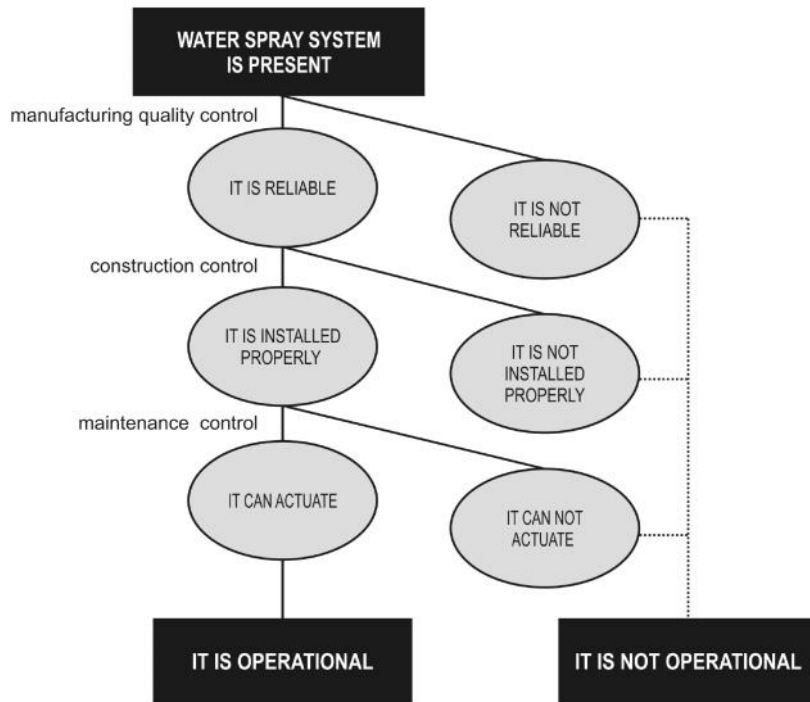 WATER SPRAY SYSTEM
IS PRESENT
manufacturing quality control
IT IS RELIABLE
IT IS NOT
RELIABLE
construction control
IT IS INSTALLED
PROPERLY
IT IS NOT
INSTALLED
PROPERLY
maintenance control
IT CAN ACTUATE
IT CAN NOT
ACTUATE
IT IS OPERATIONAL
IT IS NOT OPERATIONAL